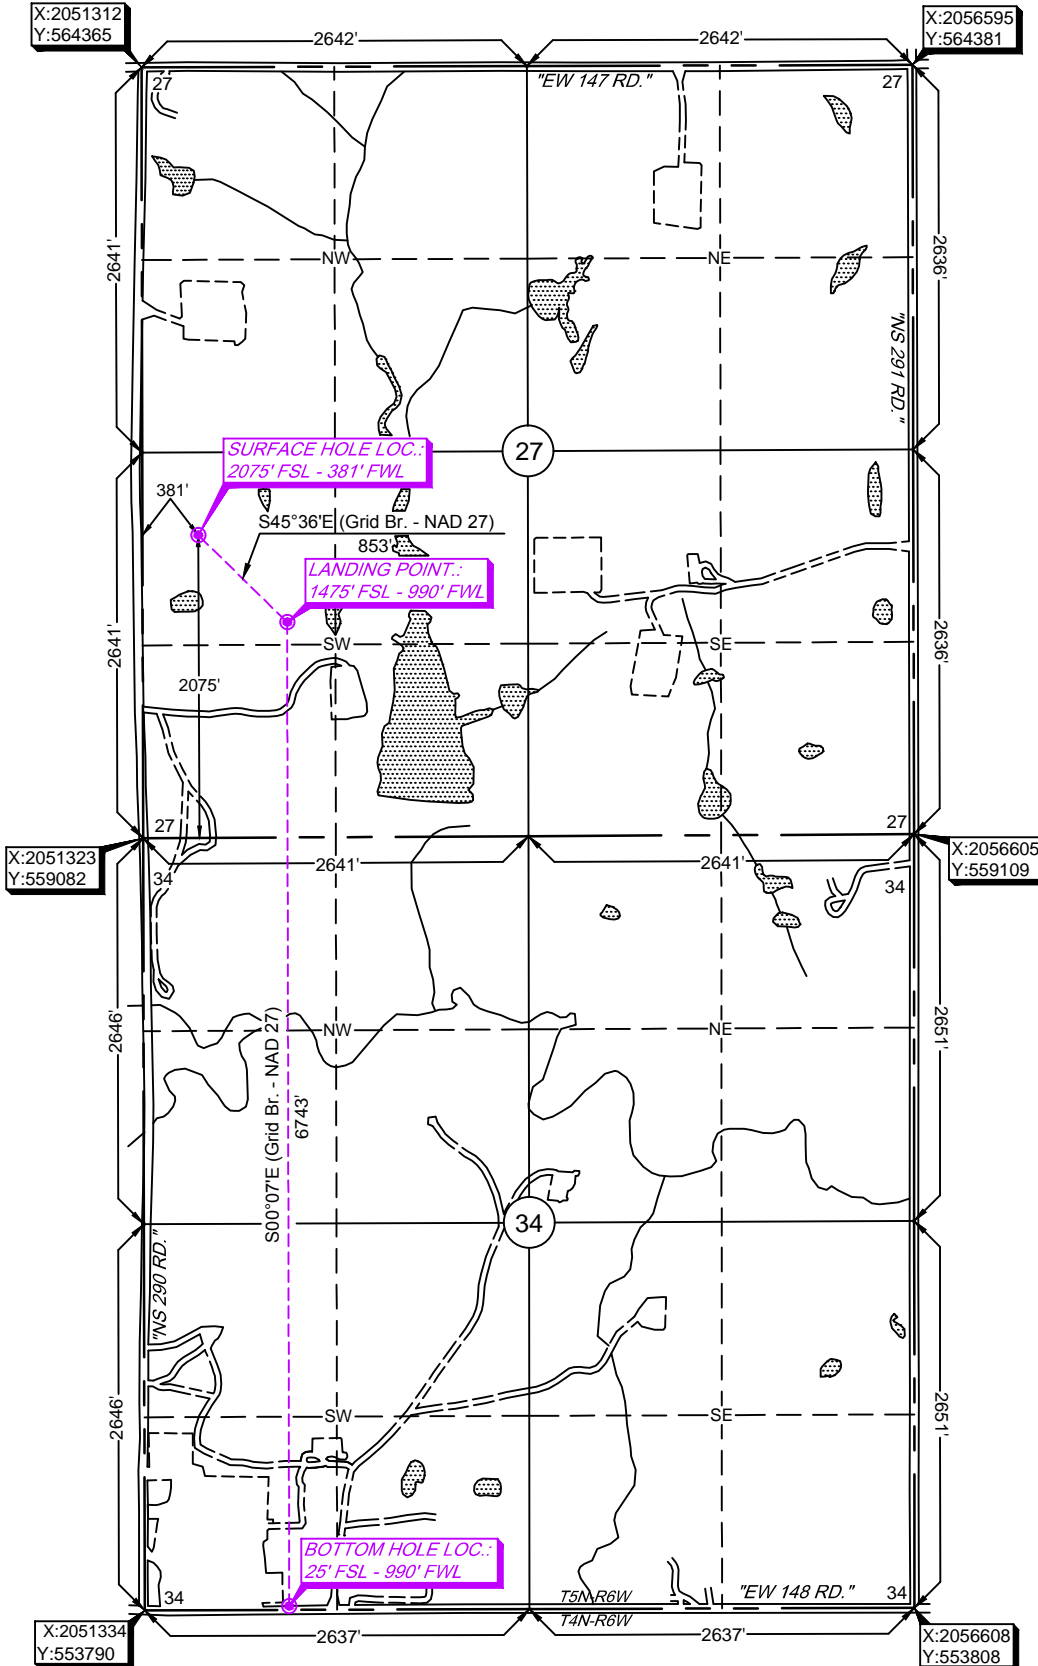 X:2051312
Y:564365
X:2056595
Y:564381
2642'
2642'
27
"EW 147 RD."
27
2641'
NW
NE
2636'
"NS 291 RD."
SURFACE HOLE LOC.:
2075' FSL - 381' FWL
27
381'
S45°36'E (Grid Br. - NAD 27)
853'
LANDING POINT.:
1475' FSL - 990' FWL
2641'
SW
SE
2636'
2075'
27
27
X:2051323
Y:559082
2641'
2641'
X:2056605
Y:559109
34
34
2646'
NW
NE
2651'
S00°07'E (Grid Br. - NAD 27)
6743'
34
"NS 290 RD."
2646'
SW
SE
2651'
BOTTOM HOLE LOC.:
25' FSL - 990' FWL
34
T5N-R6W
"EW 148 RD."
34
T4N-R6W
X:2051334
Y:553790
2637'
2637'
X:2056608
Y:553808